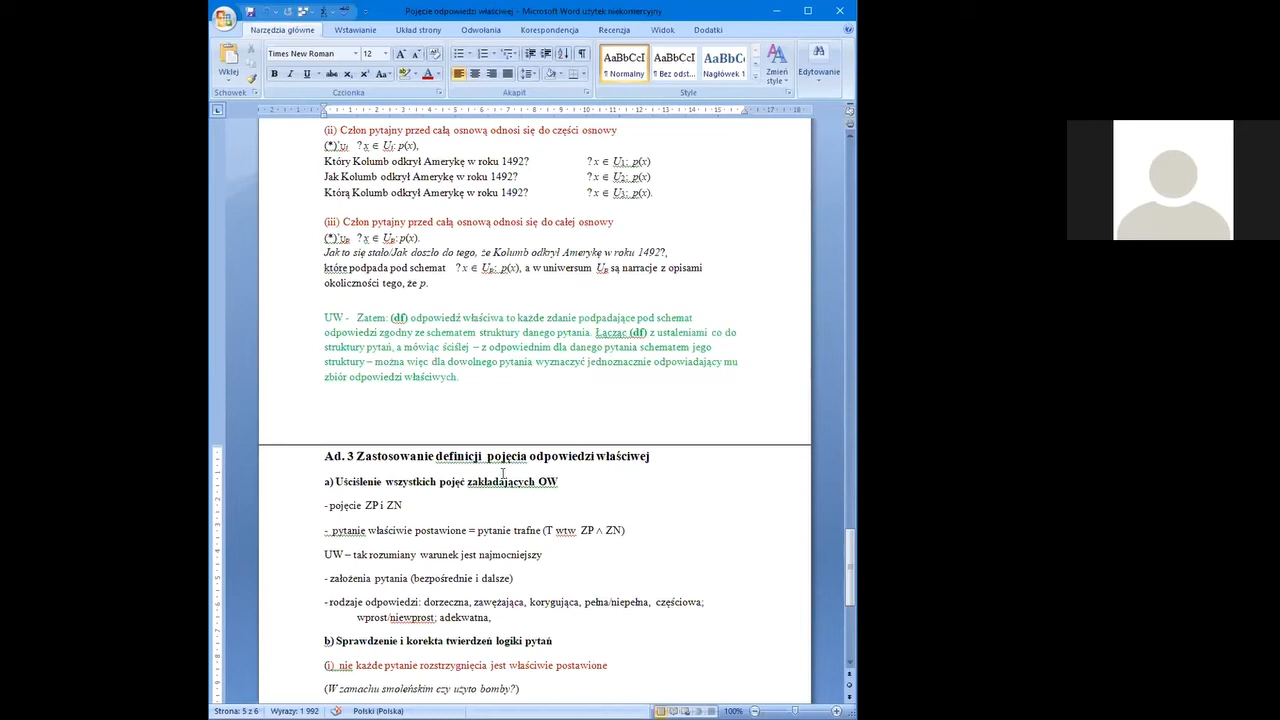 Pojęcie odpowiedzi właściwej - Microsoft Word użytek niekomercyjny
Narzędzia główne Wstawianie Układ strony Odwołania Korespondencja Recenzja Widok Dodatki
Times New Roman 12
AaBbCcI AaBbCcI AaBbC
Wklej
¶ Normalny ¶ Bez odst... Nagłówek 1
Zmień style
Edytowanie
Schowek Czcionka Akapit Style
(ii) Człon pytajny przed całą osnową odnosi się do części osnowy
(*)'Ui ? x ∈ Ui: p(x),
Który Kolumb odkrył Amerykę w roku 1492? ? x ∈ U1: p(x)
Jak Kolumb odkrył Amerykę w roku 1492? ? x ∈ U2: p(x)
Którą Kolumb odkrył Amerykę w roku 1492? ? x ∈ U3: p(x).
(iii) Człon pytajny przed całą osnową odnosi się do całej osnowy
(*)'Up ? x ∈ Up: p(x).
Jak to się stało/Jak doszło do tego, że Kolumb odkrył Amerykę w roku 1492?,
które podpada pod schemat ? x ∈ Up: p(x), a w uniwersum Up są narracje z opisami
okoliczności tego, że p.
UW - Zatem: (df) odpowiedź właściwa to każde zdanie podpadające pod schemat
odpowiedzi zgodny ze schematem struktury danego pytania. Łącząc (df) z ustaleniami co do
struktury pytań, a mówiąc ściślej – z odpowiednim dla danego pytania schematem jego
struktury – można więc dla dowolnego pytania wyznaczyć jednoznacznie odpowiadający mu
zbiór odpowiedzi właściwych.
Ad. 3 Zastosowanie definicji pojęcia odpowiedzi właściwej
a) Uściślenie wszystkich pojęć zakładających OW
- pojęcie ZP i ZN
- pytanie właściwie postawione = pytanie trafne (T wtw ZP ∧ ZN)
UW – tak rozumiany warunek jest najmocniejszy
- założenia pytania (bezpośrednie i dalsze)
- rodzaje odpowiedzi: dorzeczna, zawężająca, korygująca, pełna/niepełna, częściowa;
wprost/niewprost; adekwatna,
b) Sprawdzenie i korekta twierdzeń logiki pytań
(i) nie każde pytanie rozstrzygnięcia jest właściwie postawione
(W zamachu smoleńskim czy użyto bomby?)
Strona: 5 z 6 Wyrazy: 1 992 Polski (Polska) 100%